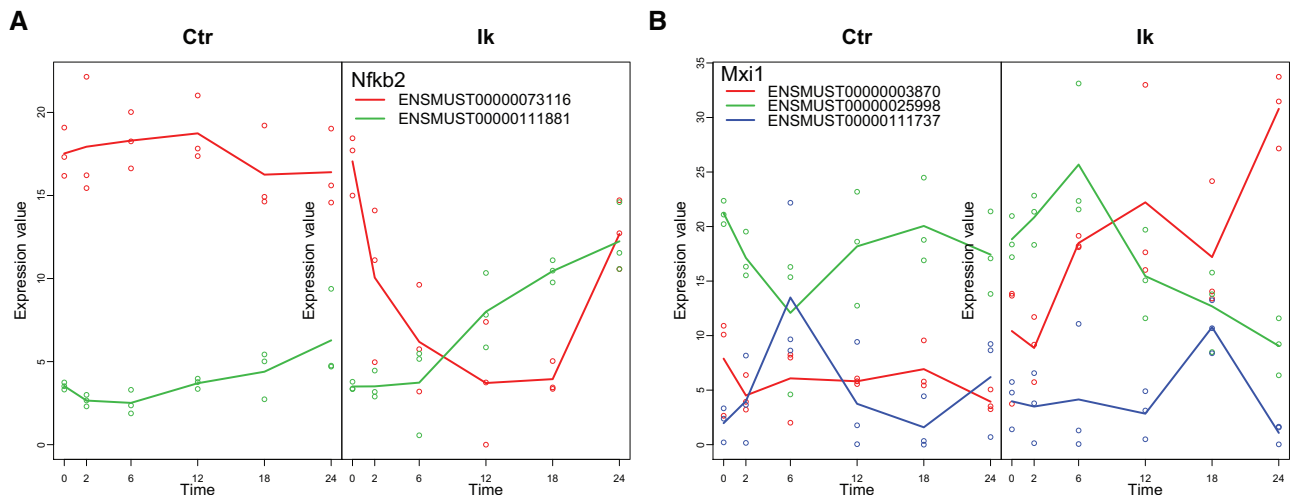 A
Ctr
Ik
Nfkb2
ENSMUST00000073116
ENSMUST00000111881
Expression value
0
5
10
15
20
Expression value
0
2
6
12
18
24
Time
0
2
6
12
18
24
Time
B
Ctr
Ik
Mxi1
ENSMUST00000003870
ENSMUST00000025998
ENSMUST00000111737
Expression value
0
5
10
15
20
25
30
35
Expression value
0
2
6
12
18
24
Time
0
2
6
12
18
24
Time